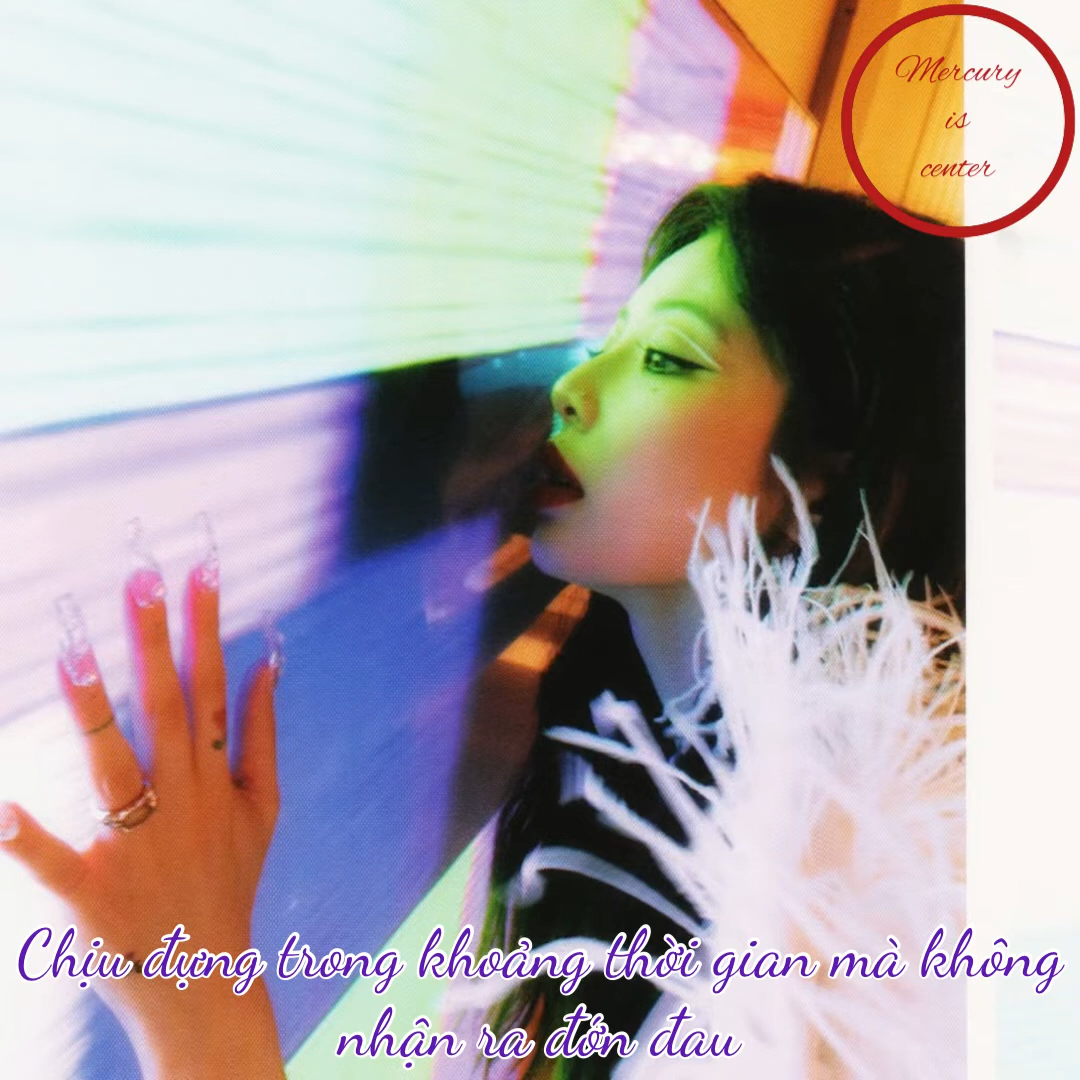 Mercury
is
center
Chịu đựng trong khoảng thời gian mà không
nhận ra đớn đau